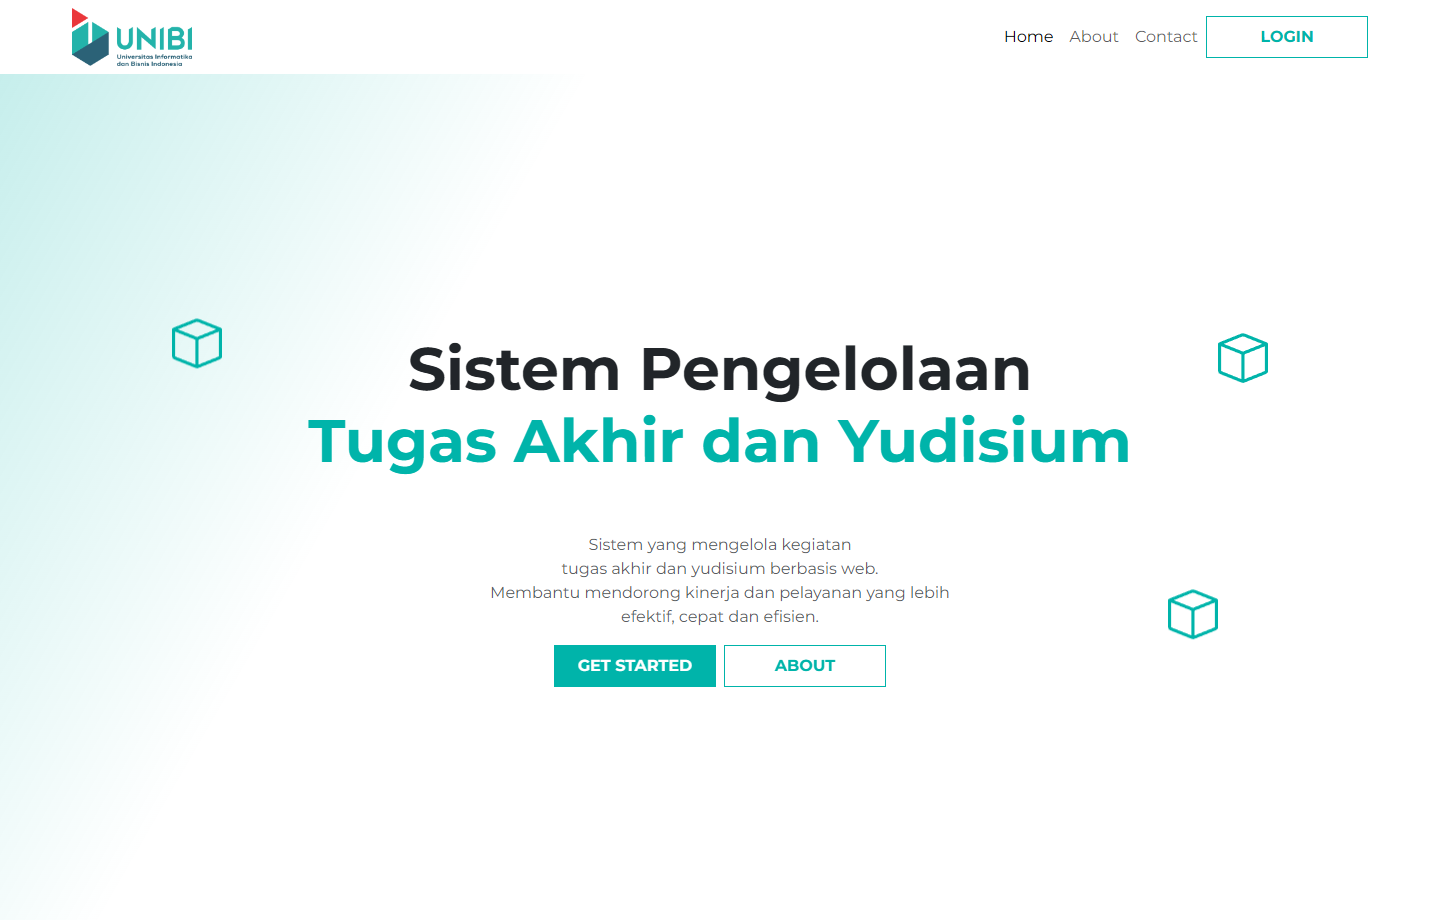 UNIBI
Universitas Informatika
dan Bisnis Indonesia
Home About Contact LOGIN
Sistem Pengelolaan
Tugas Akhir dan Yudisium
Sistem yang mengelola kegiatan
tugas akhir dan yudisium berbasis web.
Membantu mendorong kinerja dan pelayanan yang lebih
efektif, cepat dan efisien.
GET STARTED ABOUT